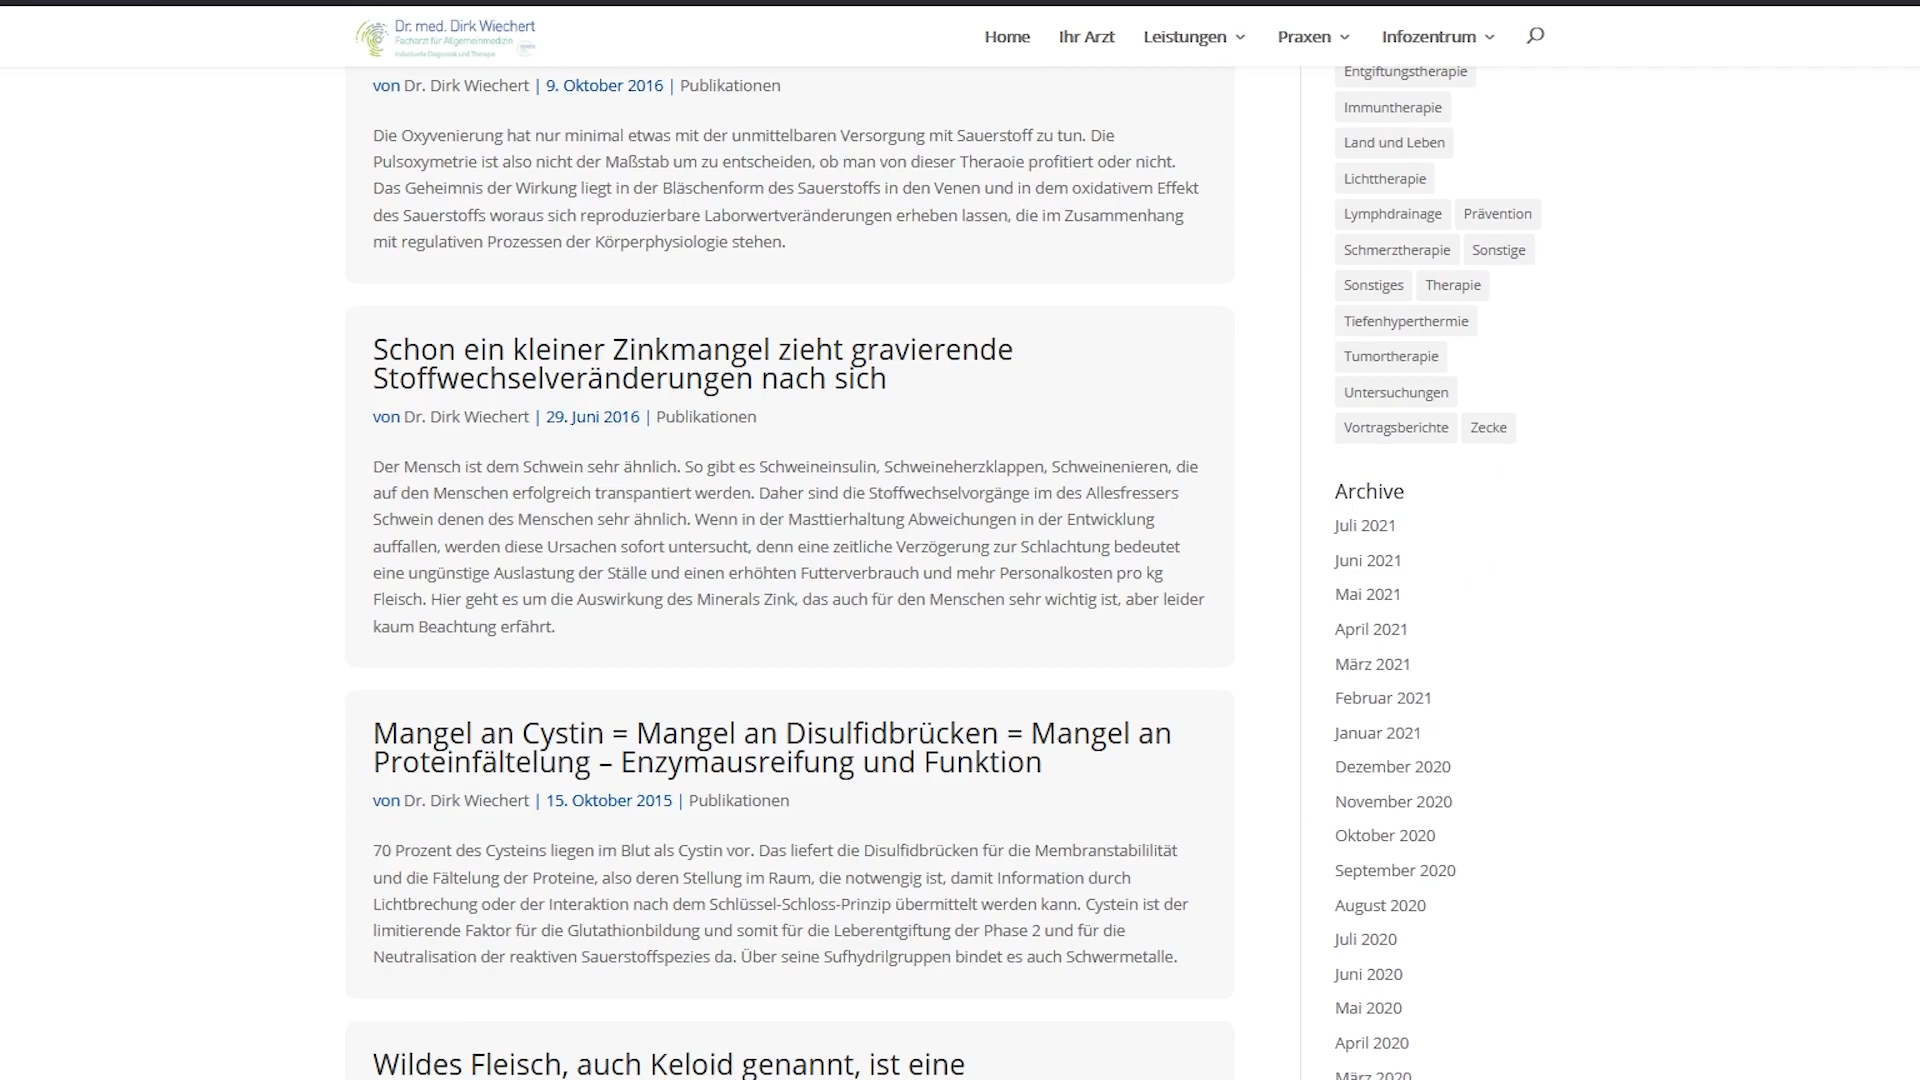 Dr. med. Dirk Wiechert
Facharzt für Allgemeinmedizin
Individuelle Diagnostik und Therapie
Home
Ihr Arzt
Leistungen
Praxen
Infozentrum
von Dr. Dirk Wiechert | 9. Oktober 2016 | Publikationen
Die Oxyvenierung hat nur minimal etwas mit der unmittelbaren Versorgung mit Sauerstoff zu tun. Die
Pulsoxymetrie ist also nicht der Maßstab um zu entscheiden, ob man von dieser Theraoie profitiert oder nicht.
Das Geheimnis der Wirkung liegt in der Bläschenform des Sauerstoffs in den Venen und in dem oxidativem Effekt
des Sauerstoffs woraus sich reproduzierbare Laborwertveränderungen erheben lassen, die im Zusammenhang
mit regulativen Prozessen der Körperphysiologie stehen.
Schon ein kleiner Zinkmangel zieht gravierende
Stoffwechselveränderungen nach sich
von Dr. Dirk Wiechert | 29. Juni 2016 | Publikationen
Der Mensch ist dem Schwein sehr ähnlich. So gibt es Schweineinsulin, Schweineherzklappen, Schweinenieren, die
auf den Menschen erfolgreich transpantiert werden. Daher sind die Stoffwechselvorgänge im des Allesfressers
Schwein denen des Menschen sehr ähnlich. Wenn in der Masttierhaltung Abweichungen in der Entwicklung
auffallen, werden diese Ursachen sofort untersucht, denn eine zeitliche Verzögerung zur Schlachtung bedeutet
eine ungünstige Auslastung der Ställe und einen erhöhten Futterverbrauch und mehr Personalkosten pro kg
Fleisch. Hier geht es um die Auswirkung des Minerals Zink, das auch für den Menschen sehr wichtig ist, aber leider
kaum Beachtung erfährt.
Mangel an Cystin = Mangel an Disulfidbrücken = Mangel an
Proteinfältelung – Enzymausreifung und Funktion
von Dr. Dirk Wiechert | 15. Oktober 2015 | Publikationen
70 Prozent des Cysteins liegen im Blut als Cystin vor. Das liefert die Disulfidbrücken für die Membranstabililität
und die Fältelung der Proteine, also deren Stellung im Raum, die notwengig ist, damit Information durch
Lichtbrechung oder der Interaktion nach dem Schlüssel-Schloss-Prinzip übermittelt werden kann. Cystein ist der
limitierende Faktor für die Glutathionbildung und somit für die Leberentgiftung der Phase 2 und für die
Neutralisation der reaktiven Sauerstoffspezies da. Über seine Sufhydrilgruppen bindet es auch Schwermetalle.
Wildes Fleisch, auch Keloid genannt, ist eine
Entgiftungstherapie
Immuntherapie
Land und Leben
Lichttherapie
Lymphdrainage Prävention
Schmerztherapie Sonstige
Sonstiges Therapie
Tiefenhyperthermie
Tumortherapie
Untersuchungen
Vortragsberichte Zecke
Archive
Juli 2021
Juni 2021
Mai 2021
April 2021
März 2021
Februar 2021
Januar 2021
Dezember 2020
November 2020
Oktober 2020
September 2020
August 2020
Juli 2020
Juni 2020
Mai 2020
April 2020
März 2020